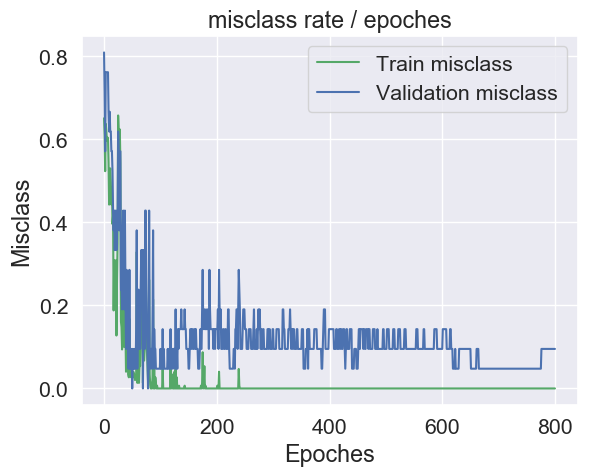 misclass rate / epoches
Train misclass
Validation misclass
Misclass
0.8
0.6
0.4
0.2
0.0
0
200
400
600
800
Epoches